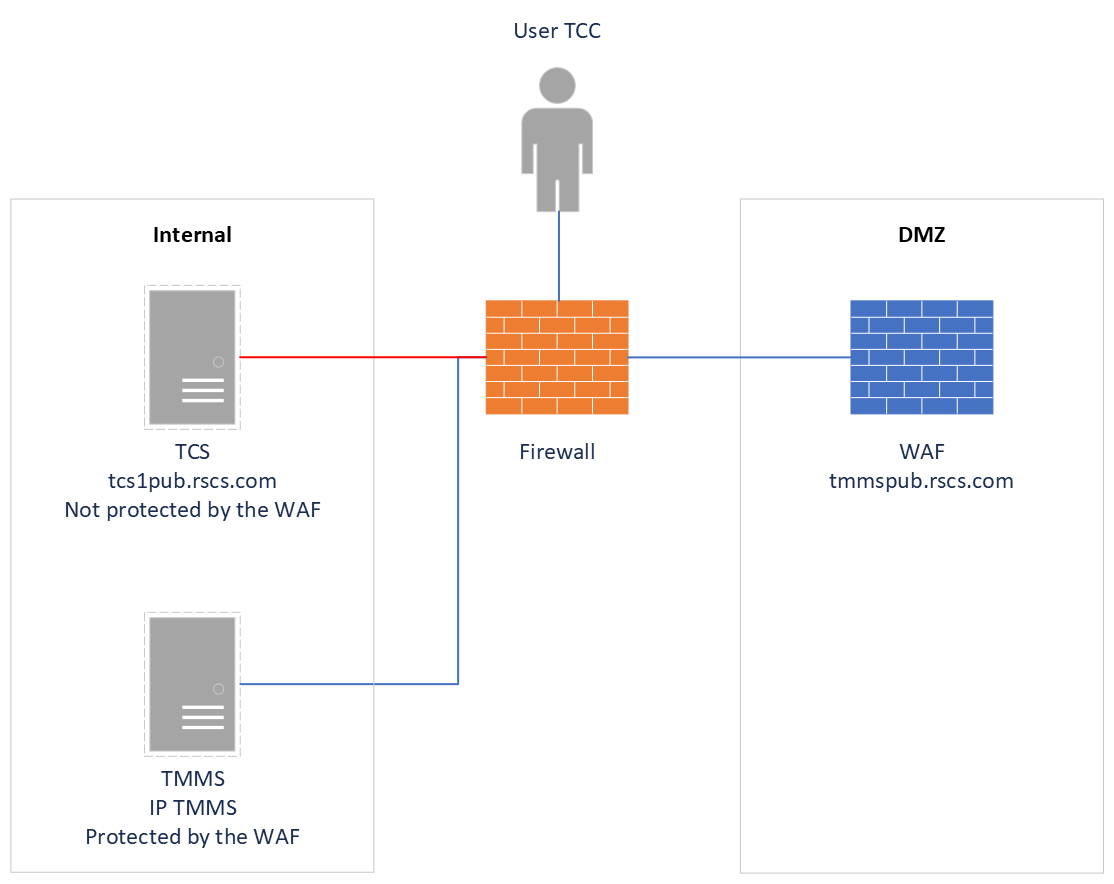 User TCC
Internal
DMZ
TCS
tcs1pub.rscs.com
Not protected by the WAF
Firewall
WAF
tmmspub.rscs.com
TMMS
IP TMMS
Protected by the WAF